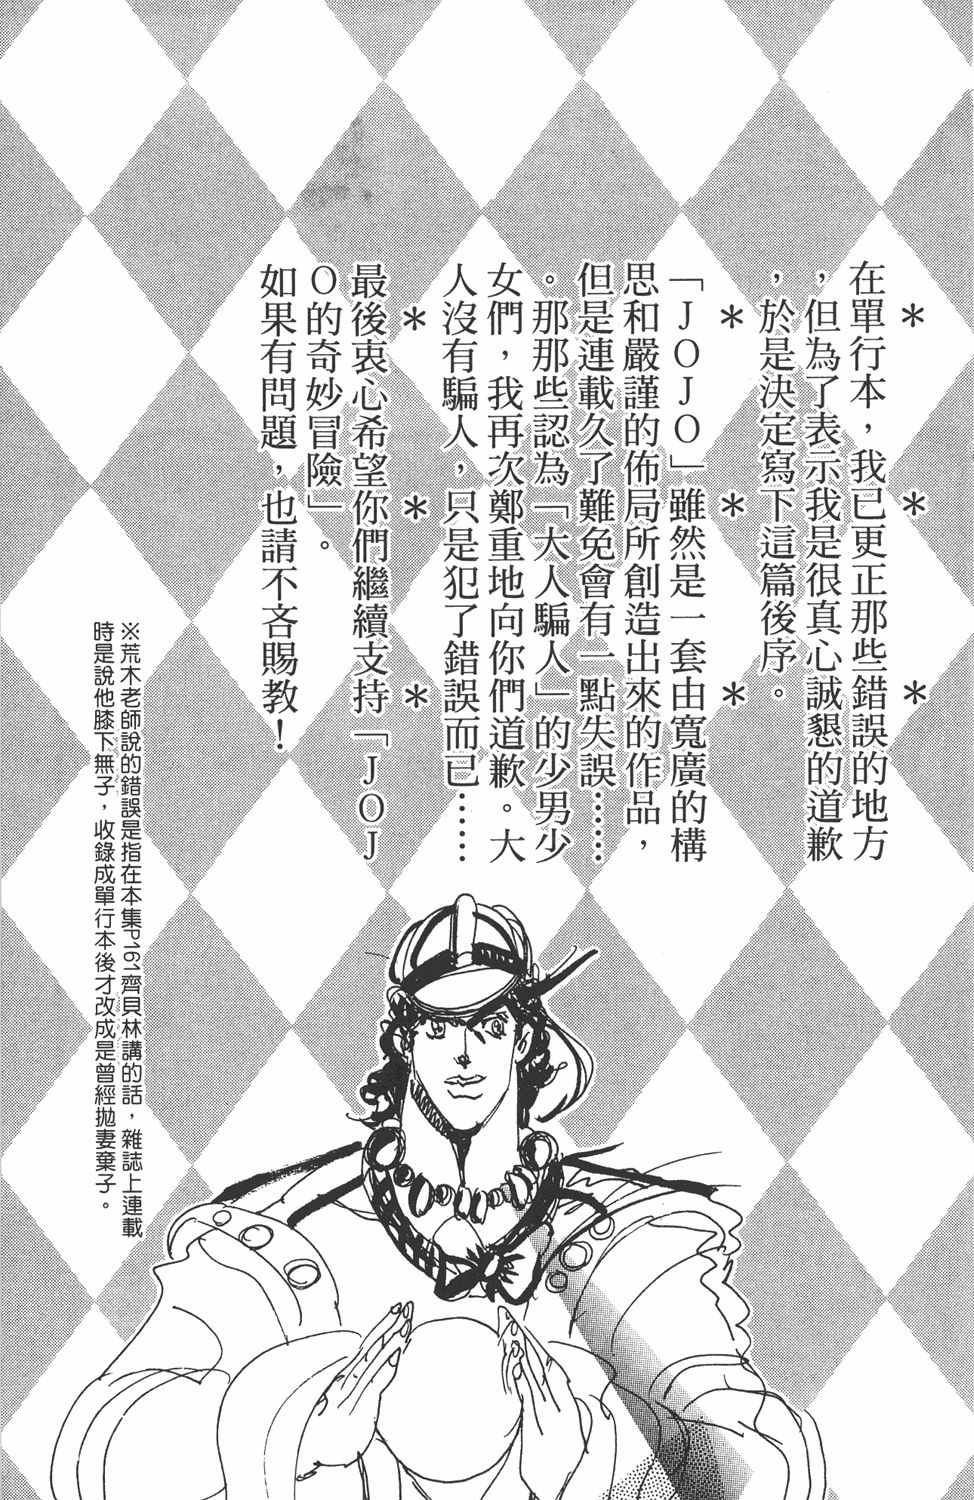 ＊　＊　＊
在單行本，我已更正那些錯誤的地方
，但為了表示我是很真心誠懇的道歉
，於是決定寫下這篇後序。
＊　＊　＊
「ＪＯＪＯ」雖然是一套由寬廣的構
思和嚴謹的佈局所創造出來的作品，
但是連載久了難免會有一點失誤……
。那那些認為「大人騙人」的少男少
女們，我再次鄭重地向你們道歉。大
人沒有騙人，只是犯了錯誤而已……
＊　＊　＊
最後衷心希望你們繼續支持「ＪＯＪ
Ｏ的奇妙冒險」。
如果有問題，也請不吝賜教！
※荒木老師說的錯誤是指在本集P161齊貝林講的話，雜誌上連載
時是說他膝下無子，收錄成單行本後才改成是曾經拋妻棄子。